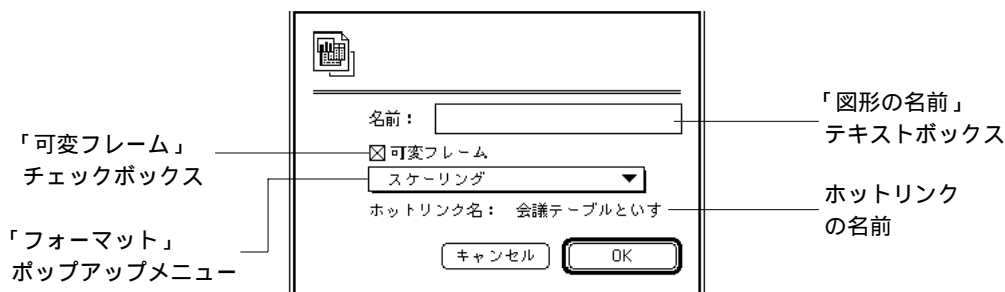 名前：
「図形の名前」
テキストボックス
「可変フレーム」
チェックボックス
可変フレーム
スケーリング
ホットリンク名： 会議テーブルといす
ホットリンク
の名前
「フォーマット」
ポップアップメニュー
キャンセル
OK